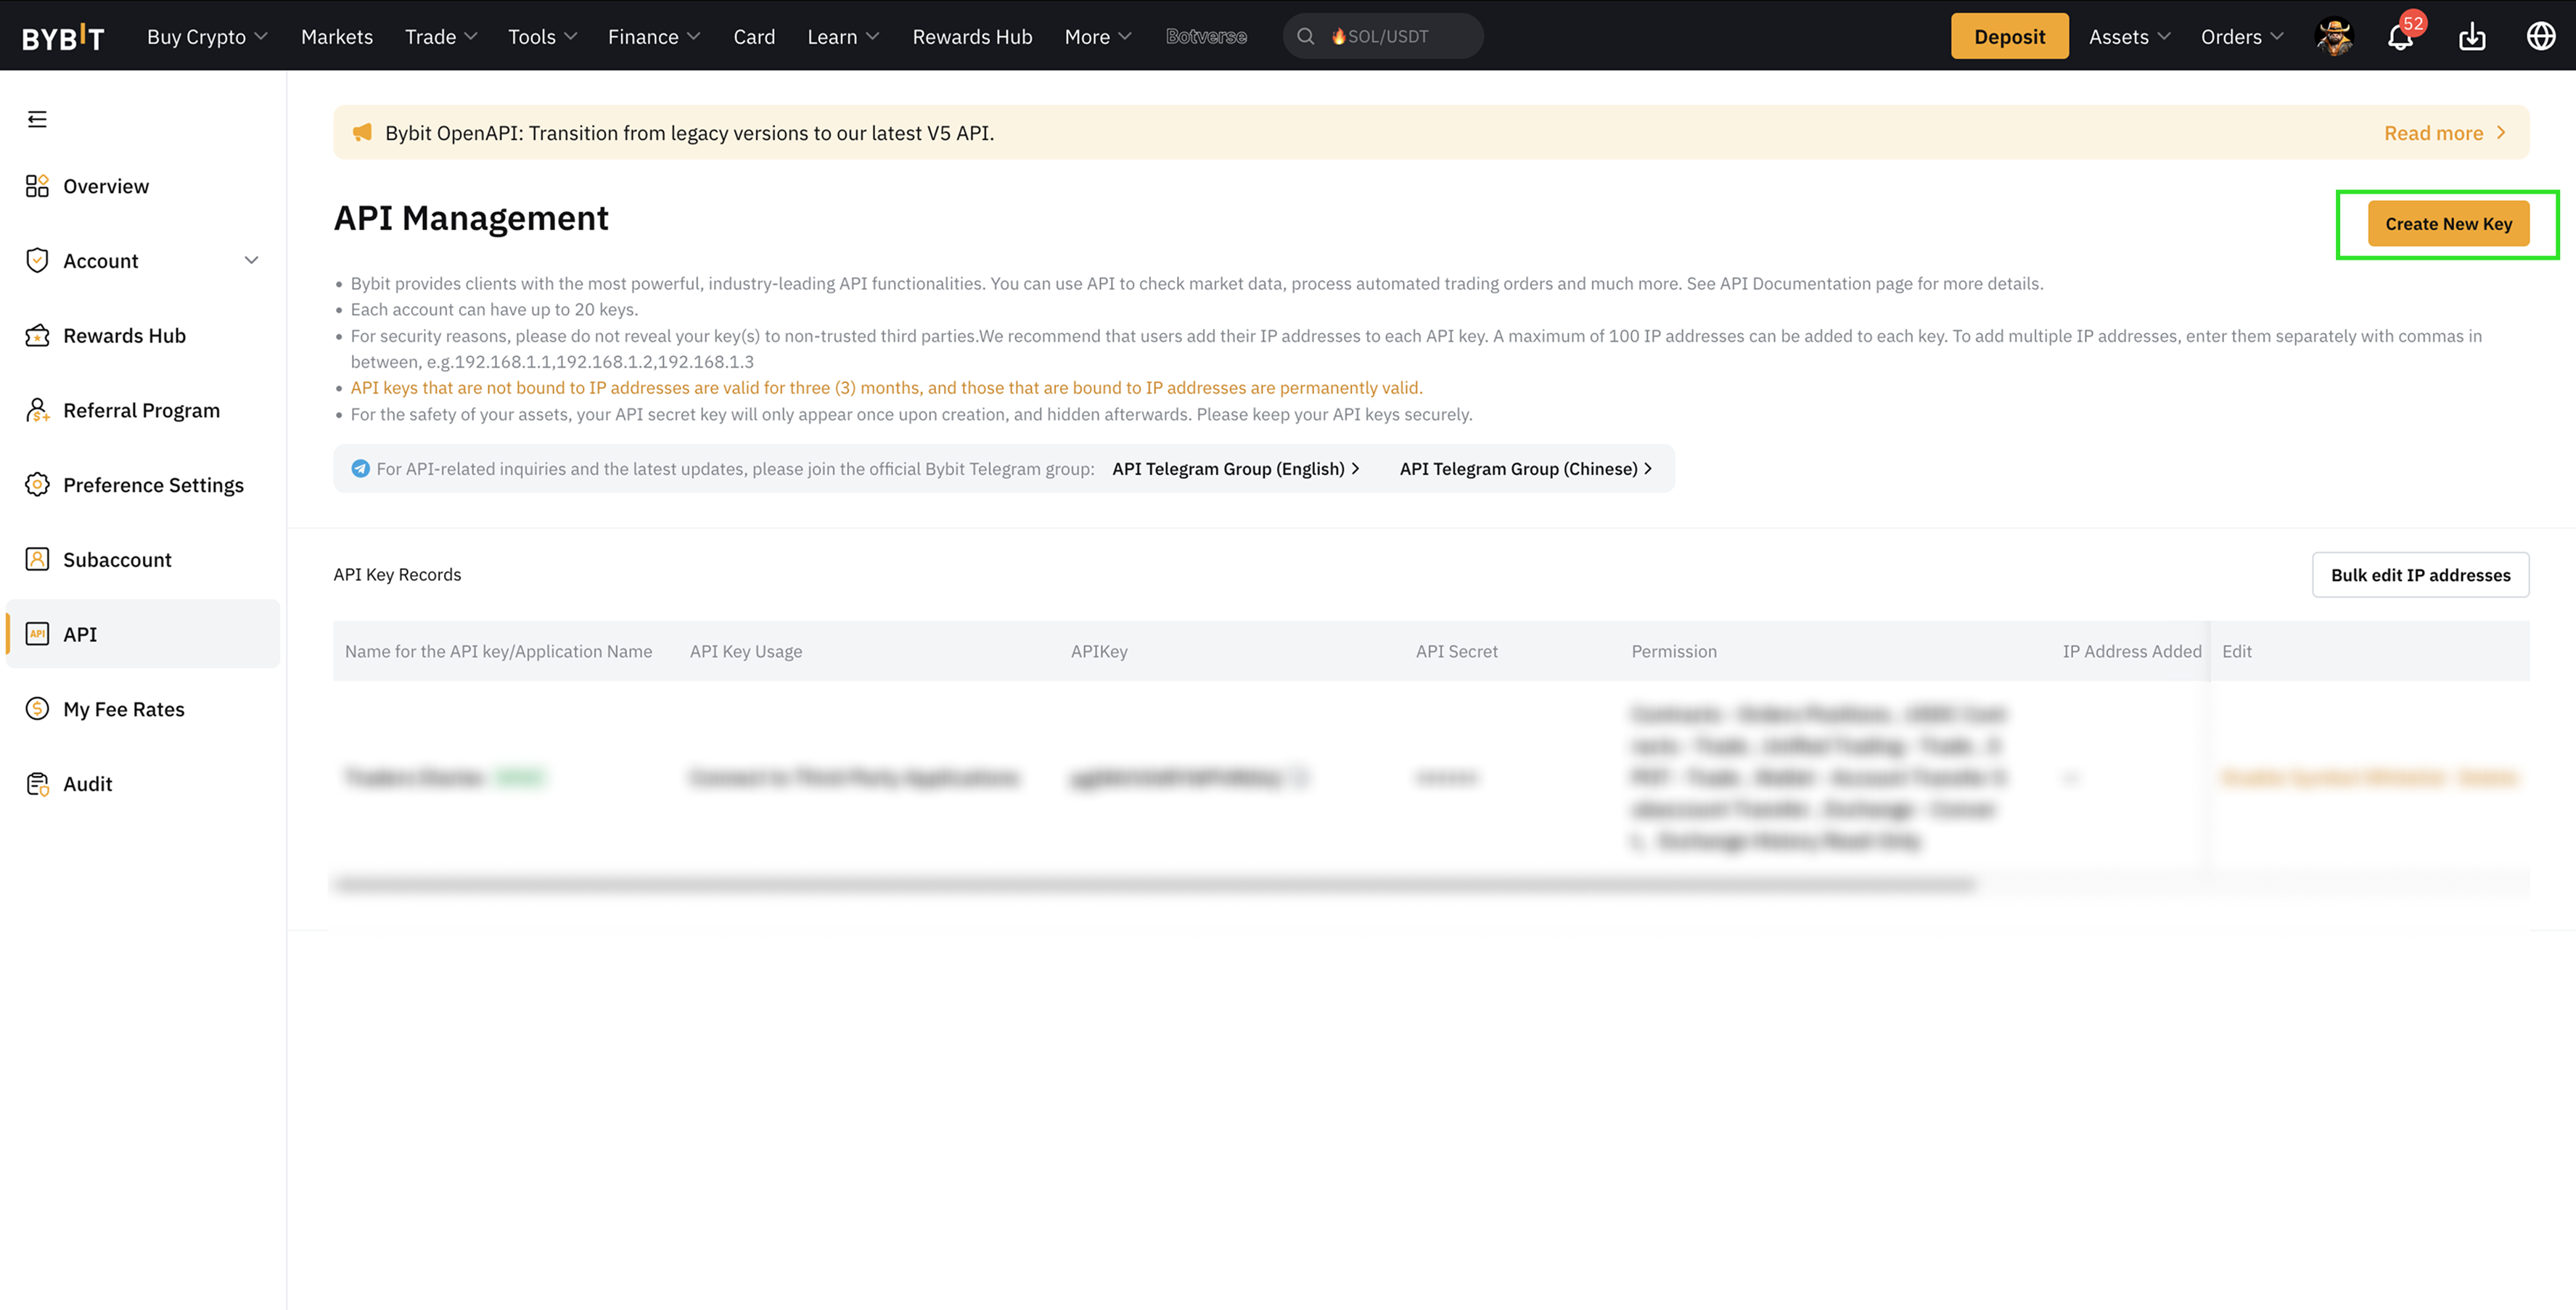 BYBIT Buy Crypto Markets Trade Tools Finance Card Learn Rewards Hub More Botverse SOL/USDT Deposit Assets Orders 52
Bybit OpenAPI: Transition from legacy versions to our latest V5 API. Read more
Overview
Account
Rewards Hub
Referral Program
Preference Settings
Subaccount
API API
My Fee Rates
Audit
API Management
Create New Key
• Bybit provides clients with the most powerful, industry-leading API functionalities. You can use API to check market data, process automated trading orders and much more. See API Documentation page for more details.
• Each account can have up to 20 keys.
• For security reasons, please do not reveal your key(s) to non-trusted third parties.We recommend that users add their IP addresses to each API key. A maximum of 100 IP addresses can be added to each key. To add multiple IP addresses, enter them separately with commas in
between, e.g.192.168.1.1,192.168.1.2,192.168.1.3
• API keys that are not bound to IP addresses are valid for three (3) months, and those that are bound to IP addresses are permanently valid.
• For the safety of your assets, your API secret key will only appear once upon creation, and hidden afterwards. Please keep your API keys securely.
For API-related inquiries and the latest updates, please join the official Bybit Telegram group: API Telegram Group (English) API Telegram Group (Chinese)
API Key Records
Bulk edit IP addresses
Name for the API key/Application Name API Key Usage APIKey API Secret Permission IP Address Added Edit